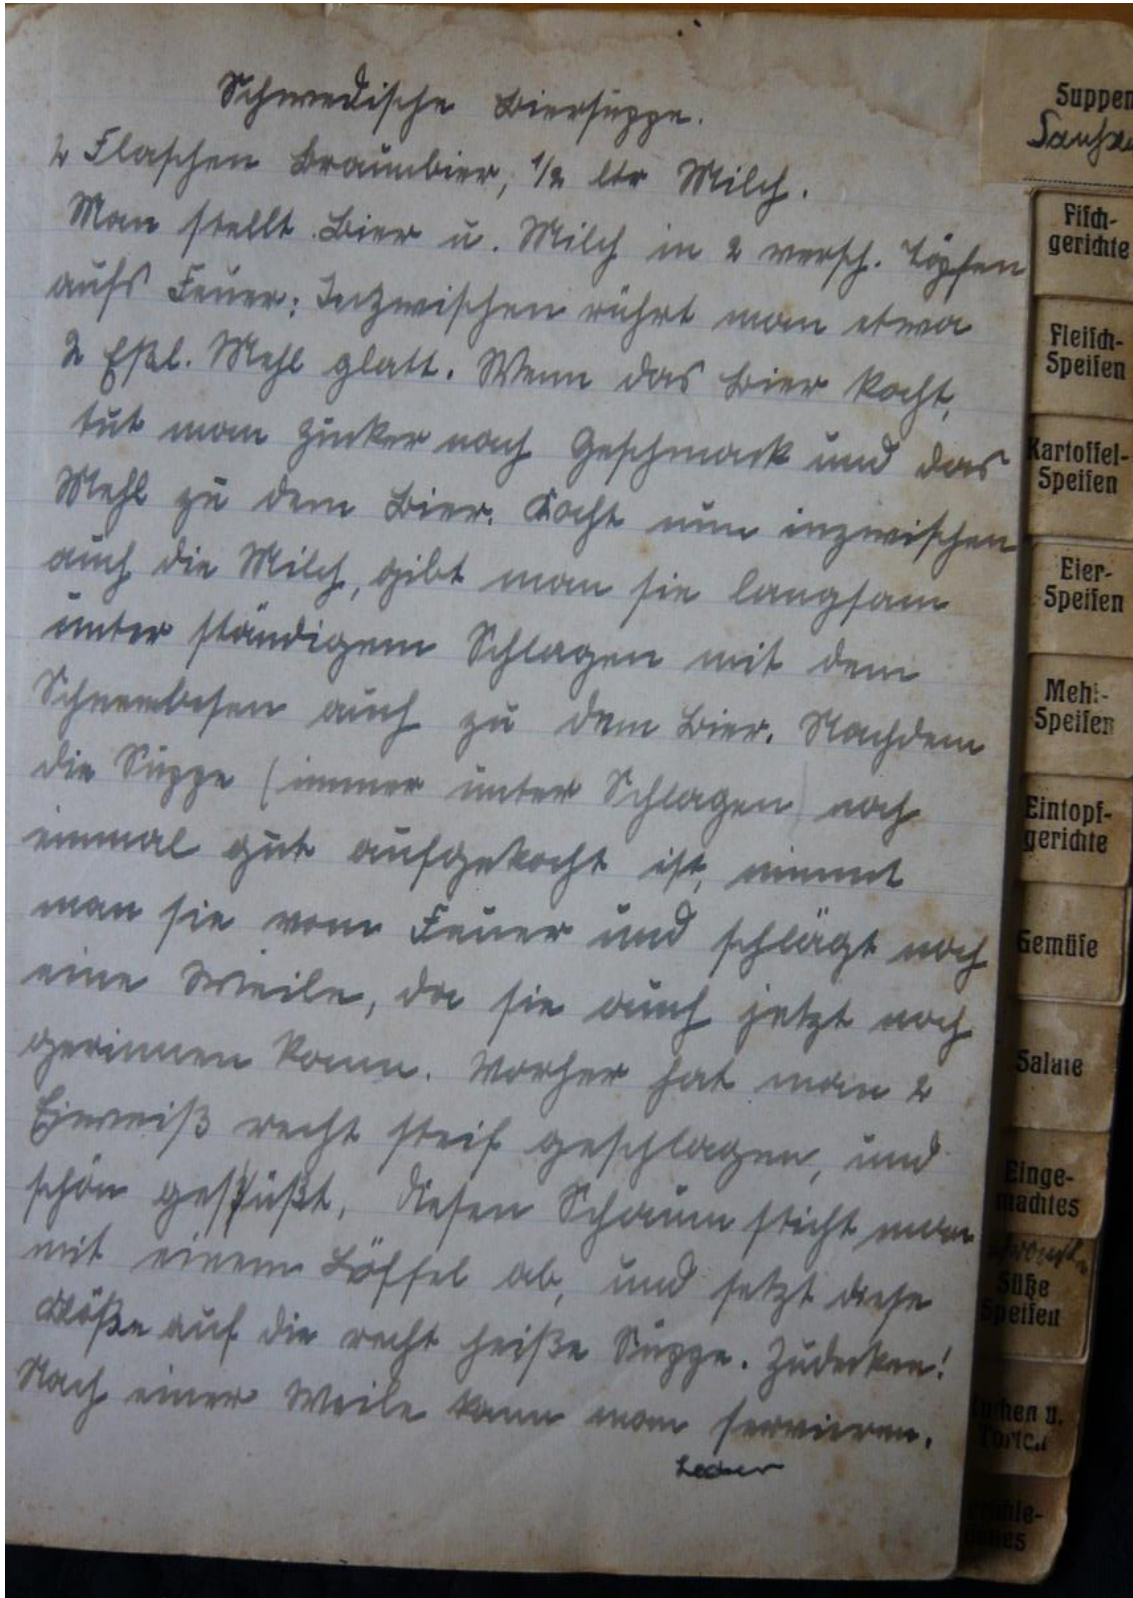 Schwedische Biersuppe.
2 Flaschen Braunbier, 1/2 ltr Milch.
Man stellt Bier u. Milch in 2 versch. Töpfen
aufs Feuer; Inzwischen rührt man etwa
2 Eßl. Mehl glatt. Wenn das Bier kocht,
tut man Zucker nach Geschmack und das
Mehl zu dem Bier. Kocht nun inzwischen
auch die Milch, gibt man sie langsam
unter ständigem Schlagen mit dem
Schneebesen auch zu dem Bier. Nachdem
die Suppe (immer unter Schlagen) noch
einmal gut aufgekocht ist, nimmt
man sie vom Feuer und schlägt noch
eine Weile, da sie auch jetzt noch
gerinnen kann. Vorher hat man 2
Eiweiß recht steif geschlagen, und
schön gesüßt. Diesen Schaum sticht man
mit einem Löffel ab, und setzt diese
Klöße auf die recht heiße Suppe. Zudecken!
Nach einer Weile kann man servieren.
Lecker
Suppen
Fiſch-
gerichte
Fleiſch-
Speiſen
Kartoffel-
Speiſen
Eier-
Speiſen
Mehl-
Speiſen
Eintopf-
gerichte
Gemüſe
Salate
Einge-
machtes
Süße
Speiſen
Kuchen u.
Torten